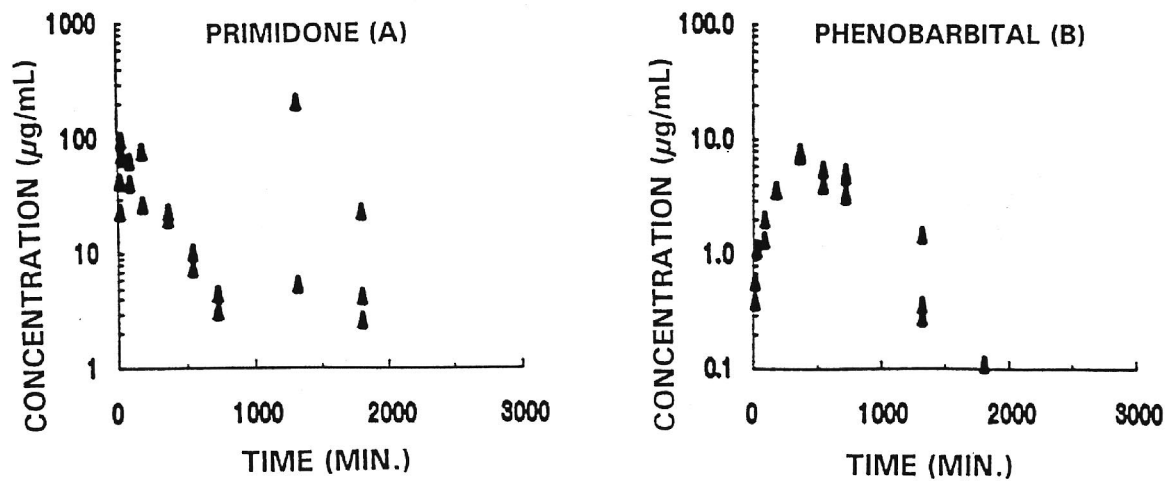 PRIMIDONE (A)
CONCENTRATION (µg/mL)
1000
100
10
1
0 1000 2000 3000
TIME (MIN.)
PHENOBARBITAL (B)
CONCENTRATION (µg/mL)
100.0
10.0
1.0
0.1
0 1000 2000 3000
TIME (MIN.)